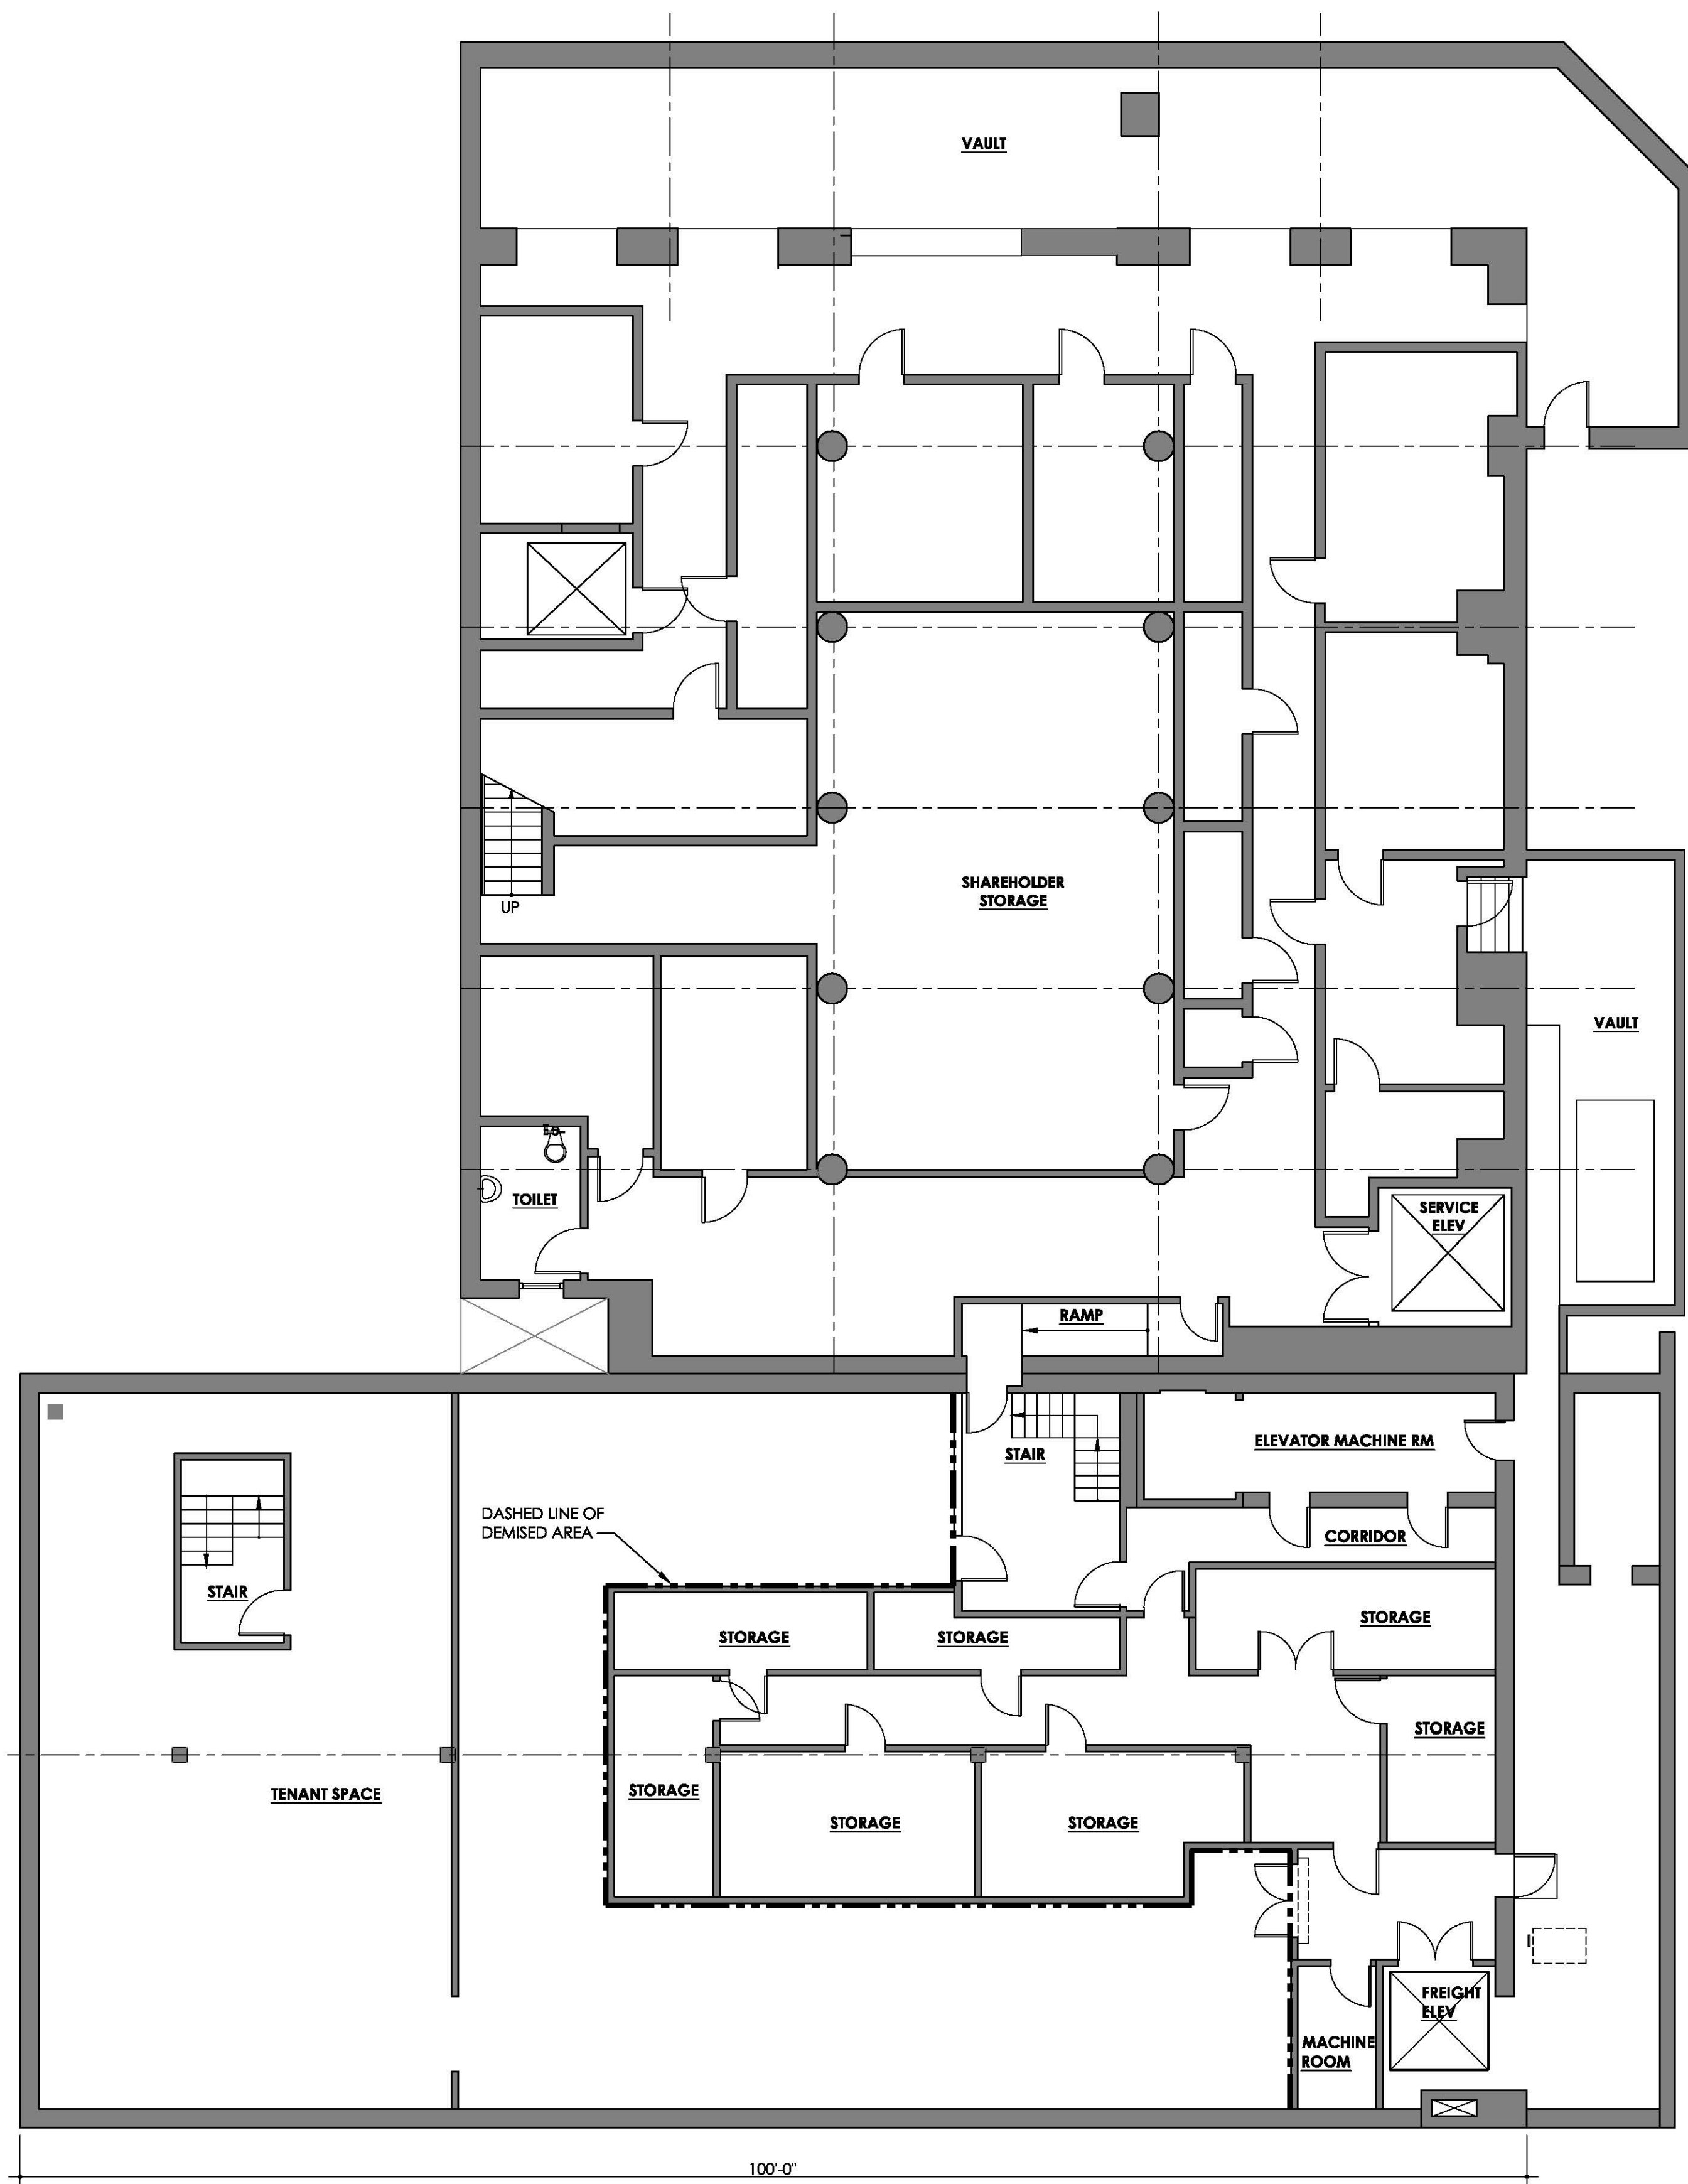 VAULT
SHAREHOLDER
STORAGE
UP
VAULT
TOILET
SERVICE
ELEV
RAMP
ELEVATOR MACHINE RM
STAIR
DASHED LINE OF
DEMISED AREA
CORRIDOR
STAIR
STORAGE
STORAGE
STORAGE
STORAGE
STORAGE
TENANT SPACE
STORAGE
STORAGE
FREIGHT
ELEV
MACHINE
ROOM
100'-0"